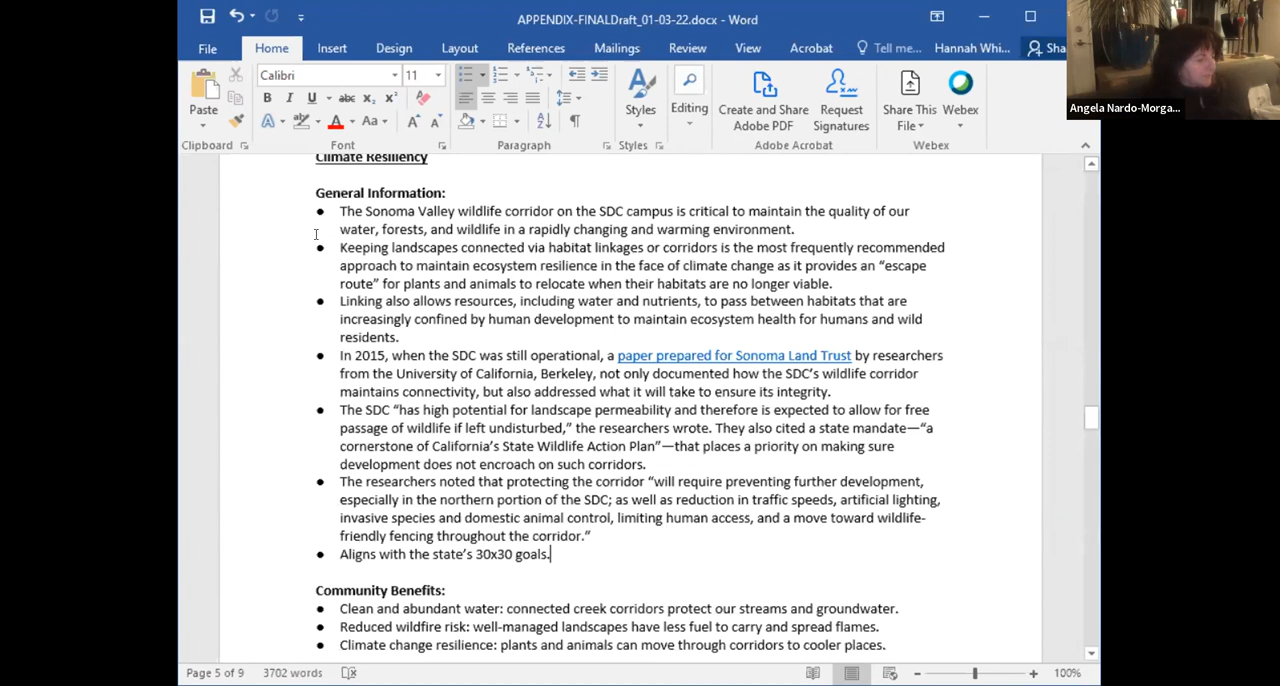 APPENDIX-FINALDraft_01-03-22.docx - Word
File Home Insert Design Layout References Mailings Review View Acrobat Tell me... Hannah Whi... Sha
Angela Nardo-Morga...
Calibri 11
Paste
B I U abc x₂ x²
A A Aa A A
Styles
Editing
Create and Share Adobe PDF
Request Signatures
Share This File
Webex
Clipboard Font Paragraph Styles Adobe Acrobat Webex
Climate Resiliency
General Information:
● The Sonoma Valley wildlife corridor on the SDC campus is critical to maintain the quality of our
water, forests, and wildlife in a rapidly changing and warming environment.
● Keeping landscapes connected via habitat linkages or corridors is the most frequently recommended
approach to maintain ecosystem resilience in the face of climate change as it provides an “escape
route” for plants and animals to relocate when their habitats are no longer viable.
● Linking also allows resources, including water and nutrients, to pass between habitats that are
increasingly confined by human development to maintain ecosystem health for humans and wild
residents.
● In 2015, when the SDC was still operational, a paper prepared for Sonoma Land Trust by researchers
from the University of California, Berkeley, not only documented how the SDC’s wildlife corridor
maintains connectivity, but also addressed what it will take to ensure its integrity.
● The SDC “has high potential for landscape permeability and therefore is expected to allow for free
passage of wildlife if left undisturbed,” the researchers wrote. They also cited a state mandate—“a
cornerstone of California’s State Wildlife Action Plan”—that places a priority on making sure
development does not encroach on such corridors.
● The researchers noted that protecting the corridor “will require preventing further development,
especially in the northern portion of the SDC; as well as reduction in traffic speeds, artificial lighting,
invasive species and domestic animal control, limiting human access, and a move toward wildlife-
friendly fencing throughout the corridor.”
● Aligns with the state’s 30x30 goals.
Community Benefits:
● Clean and abundant water: connected creek corridors protect our streams and groundwater.
● Reduced wildfire risk: well-managed landscapes have less fuel to carry and spread flames.
● Climate change resilience: plants and animals can move through corridors to cooler places.
Page 5 of 9 3702 words 100%